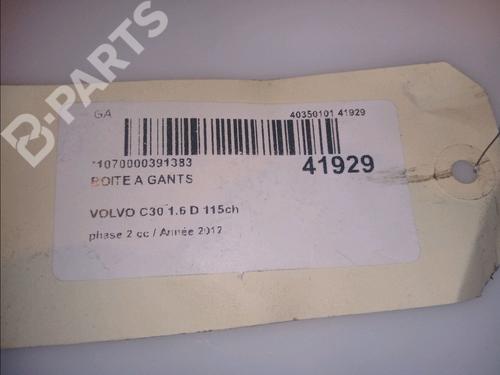 B-PARTS
GA
40350101 41929
*1070000391383
41929
BOITE A GANTS
VOLVO C30 1.6 D 115ch
phase 2 cc / Année 2012